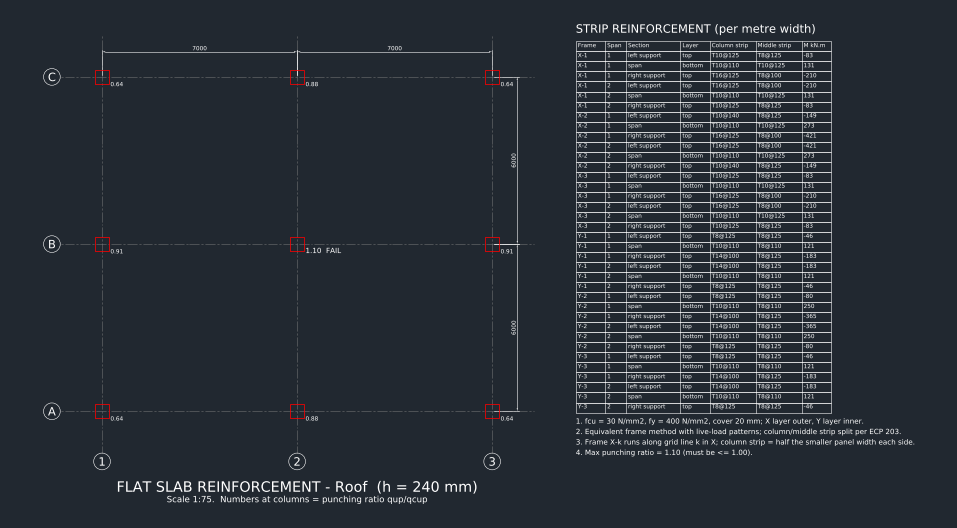 7000 7000
C 0.64 0.88 0.64
6000
B 0.91 1.10 FAIL 0.91
6000
A 0.64 0.88 0.64
1 2 3
FLAT SLAB REINFORCEMENT - Roof (h = 240 mm)
Scale 1:75. Numbers at columns = punching ratio qup/qcup
STRIP REINFORCEMENT (per metre width)
Frame Span Section Layer Column strip Middle strip M kN.m
X-1 1 left support top T10@125 T8@125 -83
X-1 1 span bottom T10@110 T10@125 131
X-1 1 right support top T16@125 T8@100 -210
X-1 2 left support top T16@125 T8@100 -210
X-1 2 span bottom T10@110 T10@125 131
X-1 2 right support top T10@125 T8@125 -83
X-2 1 left support top T10@140 T8@125 -149
X-2 1 span bottom T10@110 T10@125 273
X-2 1 right support top T16@125 T8@100 -421
X-2 2 left support top T16@125 T8@100 -421
X-2 2 span bottom T10@110 T10@125 273
X-2 2 right support top T10@140 T8@125 -149
X-3 1 left support top T10@125 T8@125 -83
X-3 1 span bottom T10@110 T10@125 131
X-3 1 right support top T16@125 T8@100 -210
X-3 2 left support top T16@125 T8@100 -210
X-3 2 span bottom T10@110 T10@125 131
X-3 2 right support top T10@125 T8@125 -83
Y-1 1 left support top T8@125 T8@125 -46
Y-1 1 span bottom T10@110 T8@110 121
Y-1 1 right support top T14@100 T8@125 -183
Y-1 2 left support top T14@100 T8@125 -183
Y-1 2 span bottom T10@110 T8@110 121
Y-1 2 right support top T8@125 T8@125 -46
Y-2 1 left support top T8@125 T8@125 -80
Y-2 1 span bottom T10@110 T8@110 250
Y-2 1 right support top T14@100 T8@125 -365
Y-2 2 left support top T14@100 T8@125 -365
Y-2 2 span bottom T10@110 T8@110 250
Y-2 2 right support top T8@125 T8@125 -80
Y-3 1 left support top T8@125 T8@125 -46
Y-3 1 span bottom T10@110 T8@110 121
Y-3 1 right support top T14@100 T8@125 -183
Y-3 2 left support top T14@100 T8@125 -183
Y-3 2 span bottom T10@110 T8@110 121
Y-3 2 right support top T8@125 T8@125 -46
1. fcu = 30 N/mm2, fy = 400 N/mm2, cover 20 mm; X layer outer, Y layer inner.
2. Equivalent frame method with live-load patterns; column/middle strip split per ECP 203.
3. Frame X-k runs along grid line k in X; column strip = half the smaller panel width each side.
4. Max punching ratio = 1.10 (must be <= 1.00).